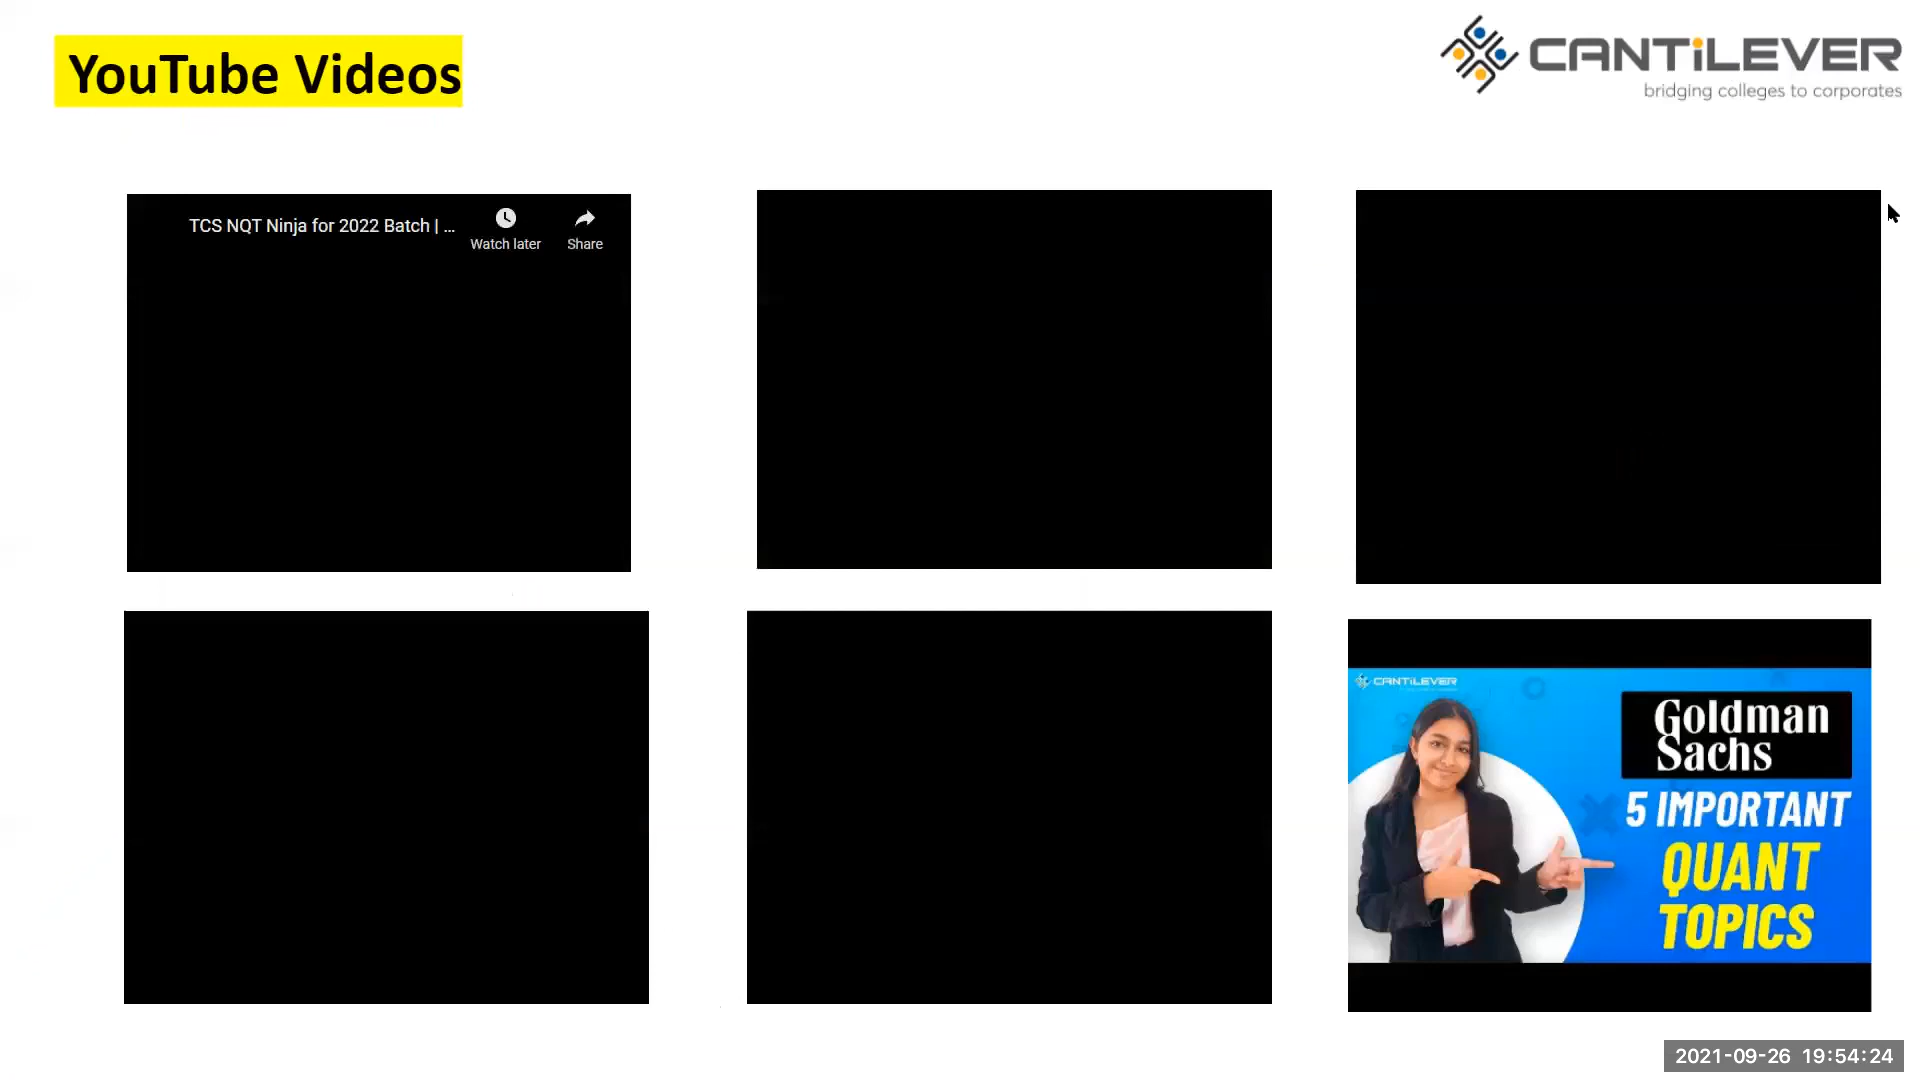 YouTube Videos
CANTiLEVER
bridging colleges to corporates
TCS NQT Ninja for 2022 Batch | ...
Watch later
Share
CANTiLEVER
Goldman
Sachs
5 IMPORTANT
QUANT
TOPICS
2021-09-26 19:54:24